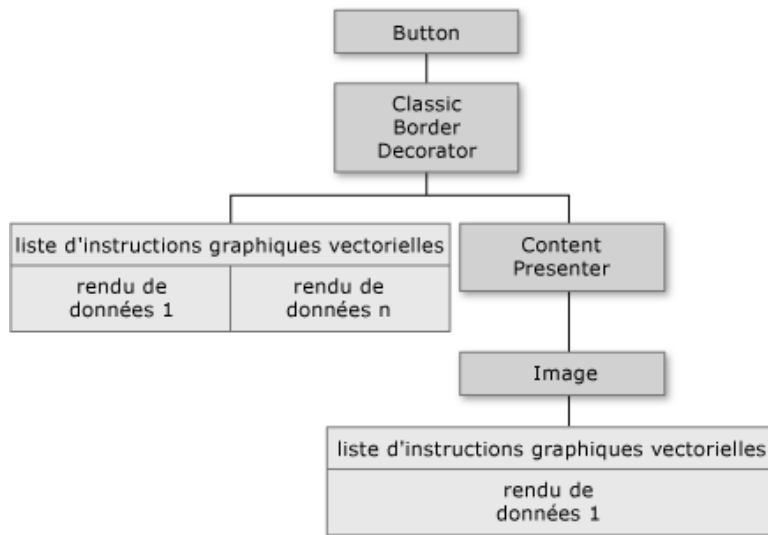 Button
Classic
Border
Decorator
liste d'instructions graphiques vectorielles
rendu de
données 1
rendu de
données n
Content
Presenter
Image
liste d'instructions graphiques vectorielles
rendu de
données 1